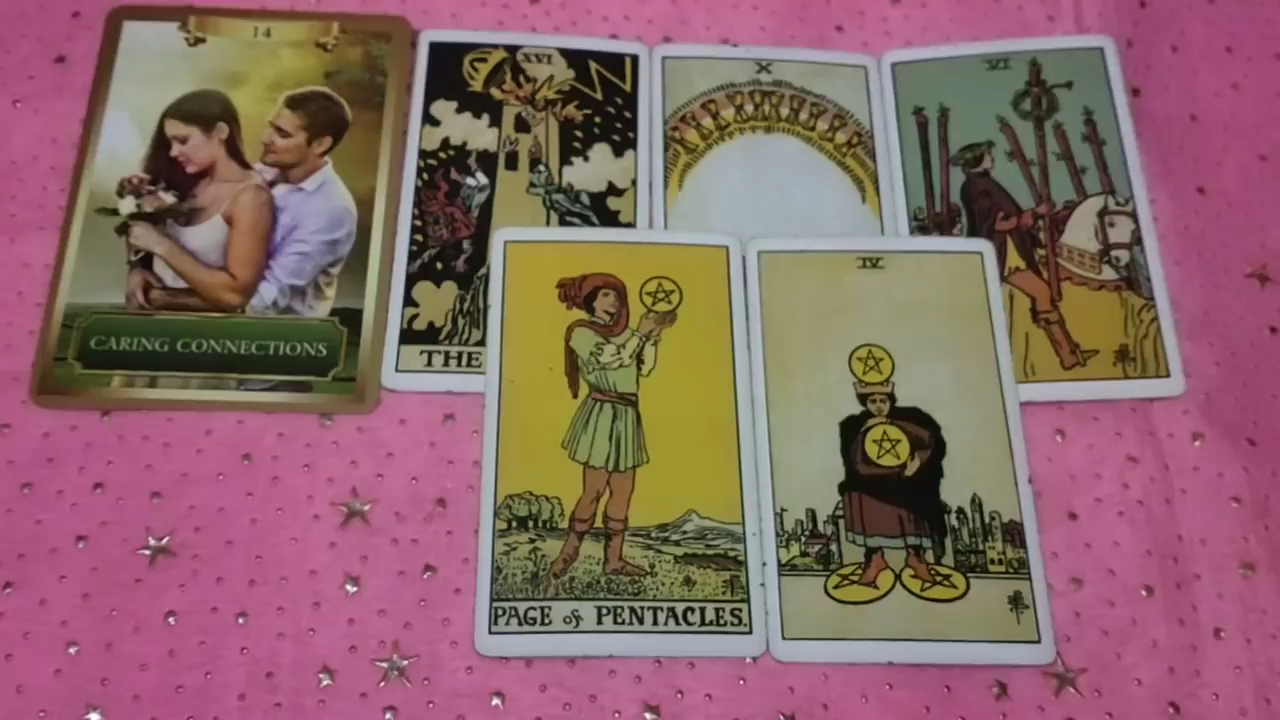 14
CARING CONNECTIONS
XVI
THE
X
VI
PAGE of PENTACLES.
IV